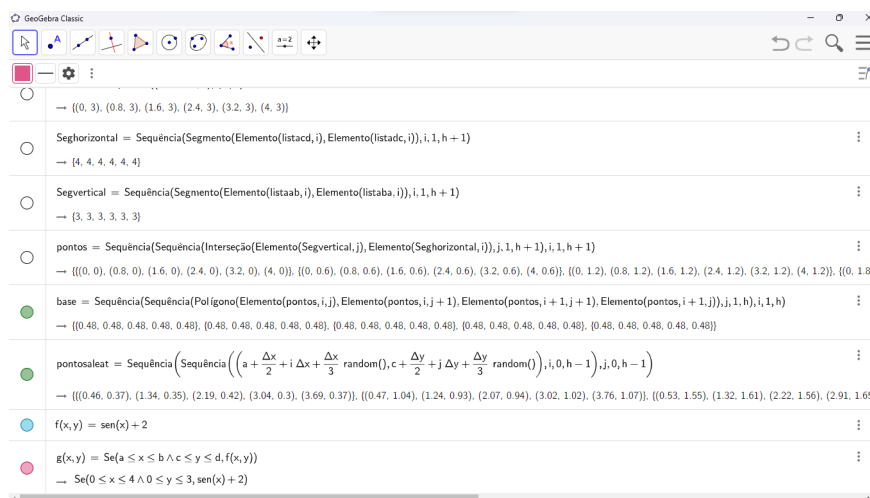 GeoGebra Classic
A
a=2
→ {(0, 3), (0.8, 3), (1.6, 3), (2.4, 3), (3.2, 3), (4, 3)}
Seghorizontal = Sequência(Segmento(Elemento(listacd, i), Elemento(listadc, i)), i, 1, h + 1)
→ {4, 4, 4, 4, 4, 4}
Segvertical = Sequência(Segmento(Elemento(listaab, i), Elemento(listaba, i)), i, 1, h + 1)
→ {3, 3, 3, 3, 3, 3}
pontos = Sequência(Sequência(Interseção(Elemento(Segvertical, j), Elemento(Seghorizontal, i)), j, 1, h + 1), i, 1, h + 1)
→ {{(0, 0), (0.8, 0), (1.6, 0), (2.4, 0), (3.2, 0), (4, 0)}, {(0, 0.6), (0.8, 0.6), (1.6, 0.6), (2.4, 0.6), (3.2, 0.6), (4, 0.6)}, {(0, 1.2), (0.8, 1.2), (1.6, 1.2), (2.4, 1.2), (3.2, 1.2), (4, 1.2)}, {(0, 1.8
base = Sequência(Sequência(Polígono(Elemento(pontos, i, j), Elemento(pontos, i, j + 1), Elemento(pontos, i + 1, j + 1), Elemento(pontos, i + 1, j)), j, 1, h), i, 1, h)
→ {{0.48, 0.48, 0.48, 0.48, 0.48}, {0.48, 0.48, 0.48, 0.48, 0.48}, {0.48, 0.48, 0.48, 0.48, 0.48}, {0.48, 0.48, 0.48, 0.48, 0.48}, {0.48, 0.48, 0.48, 0.48, 0.48}}
pontosaleat = Sequência(Sequência((a + Δx/2 + i Δx + Δx/3 random(), c + Δy/2 + j Δy + Δy/3 random()), i, 0, h − 1), j, 0, h − 1)
→ {{(0.46, 0.37), (1.34, 0.35), (2.19, 0.42), (3.04, 0.3), (3.69, 0.37)}, {(0.47, 1.04), (1.24, 0.93), (2.07, 0.94), (3.02, 1.02), (3.76, 1.07)}, {(0.53, 1.55), (1.32, 1.61), (2.22, 1.56), (2.91, 1.65
f(x, y) = sen(x) + 2
g(x, y) = Se(a ≤ x ≤ b ∧ c ≤ y ≤ d, f(x, y))
→ Se(0 ≤ x ≤ 4 ∧ 0 ≤ y ≤ 3, sen(x) + 2)